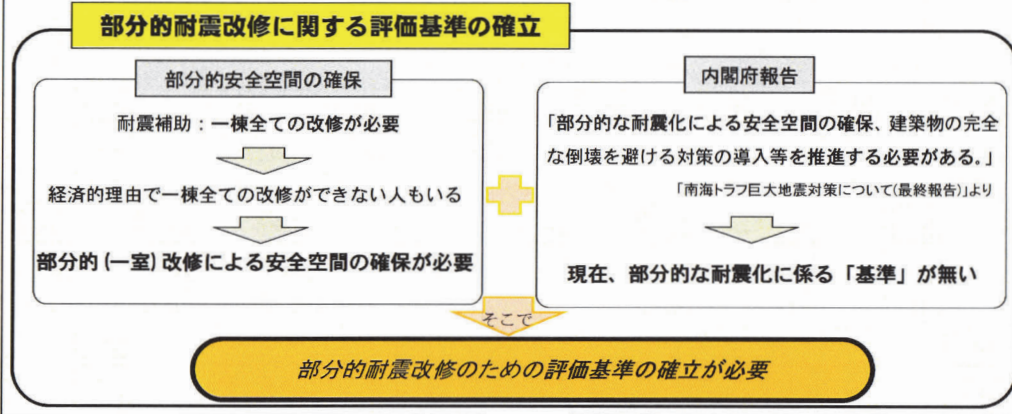 部分的耐震改修に関する評価基準の確立
部分的安全空間の確保
耐震補助：一棟全ての改修が必要
経済的理由で一棟全ての改修ができない人もいる
部分的(一室)改修による安全空間の確保が必要
内閣府報告
「部分的な耐震化による安全空間の確保、建築物の完全
な倒壊を避ける対策の導入等を推進する必要がある。」
「南海トラフ巨大地震対策について(最終報告)」より
現在、部分的な耐震化に係る「基準」が無い
そこで
部分的耐震改修のための評価基準の確立が必要